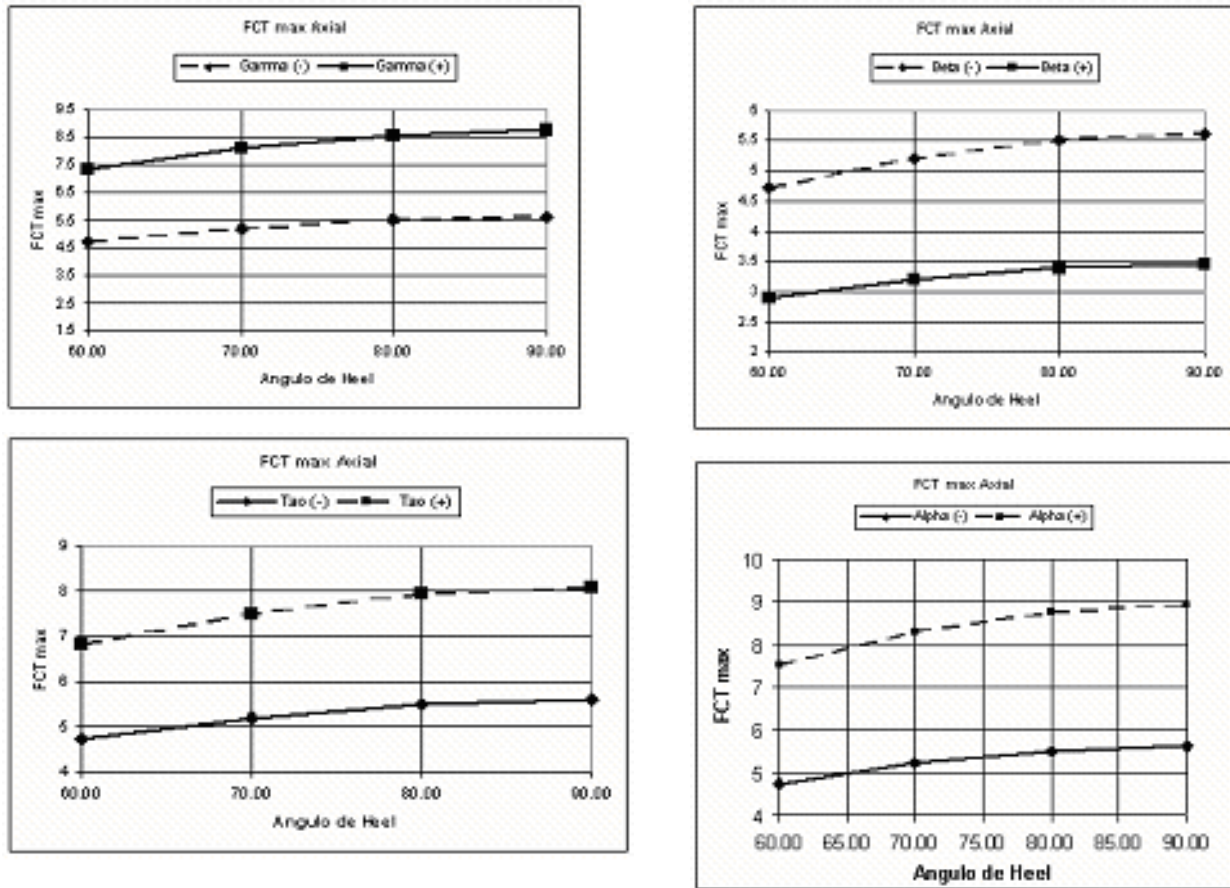 FCT max Axial
Gamma (-) Gamma (+)
FCT max
9.5
8.5
7.5
6.5
5.5
4.5
3.5
2.5
1.5
60.00 70.00 80.00 90.00
Angulo de Heel
FCT max Axial
Beta (-) Beta (+)
FCT max
6
5.5
5
4.5
4
3.5
3
2.5
2
60.00 70.00 80.00 90.00
Angulo de Heel
FCT max Axial
Tao (-) Tao (+)
FCT max
9
8
7
6
5
4
60.00 70.00 80.00 90.00
Angulo de Heel
FCT max Axial
Alpha (-) Alpha (+)
FCT max
10
9
8
7
6
5
4
60.00 65.00 70.00 75.00 80.00 85.00 90.00
Angulo de Heel